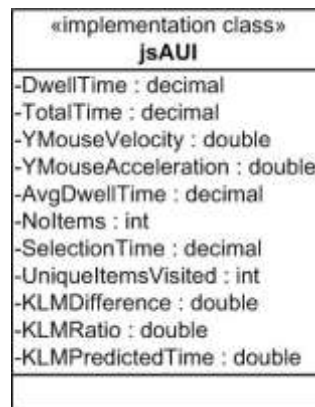 «implementation class»
jsAUI
-DwellTime : decimal
-TotalTime : decimal
-YMouseVelocity : double
-YMouseAcceleration : double
-AvgDwellTime : decimal
-NoItems : int
-SelectionTime : decimal
-UniqueItemsVisited : int
-KLMDifference : double
-KLMRatio : double
-KLMPredictedTime : double